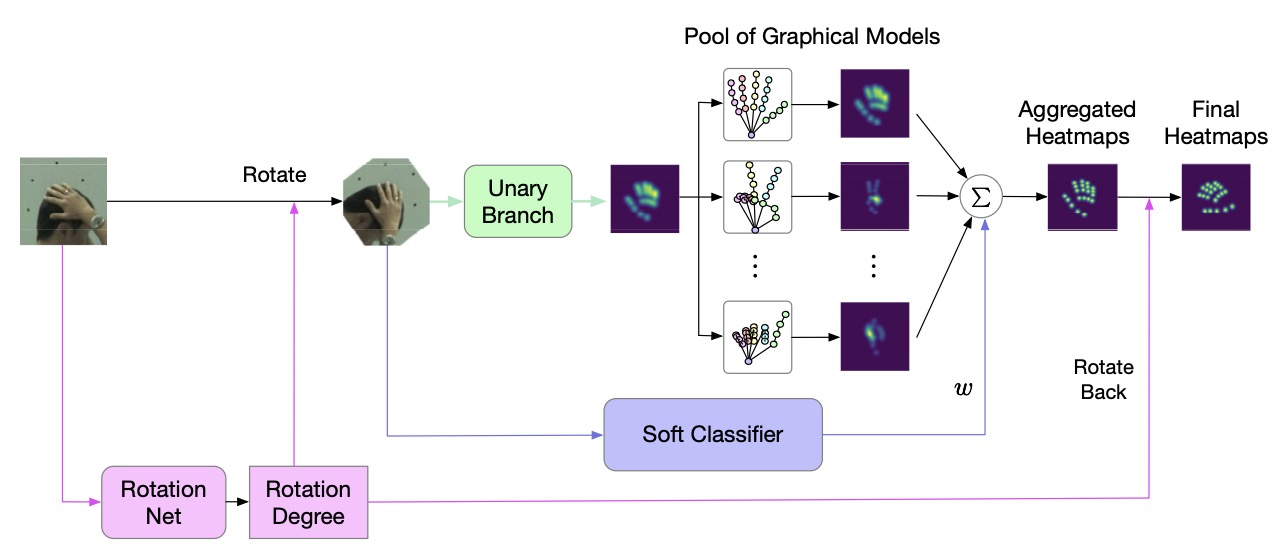 Pool of Graphical Models
Aggregated
Heatmaps
Final
Heatmaps
Rotate
Unary
Branch
Σ
Rotate
Back
w
Soft Classifier
Rotation
Net
Rotation
Degree